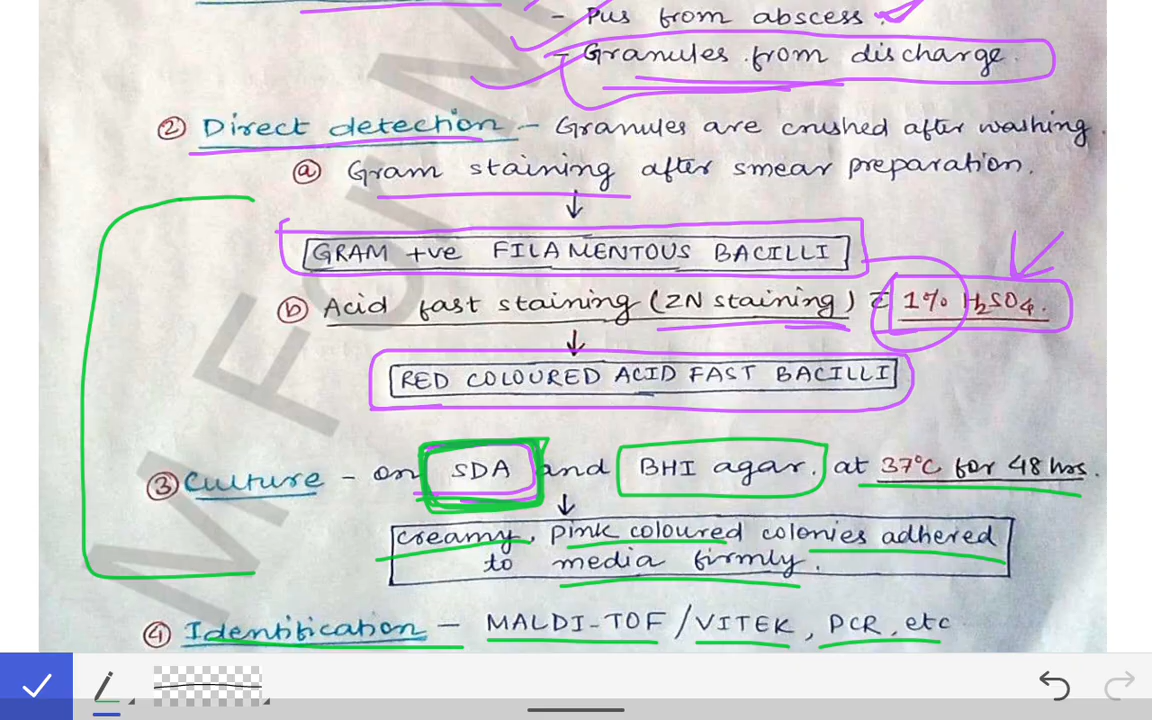 - Pus from abscess.
- Granules from discharge.
② Direct detection - Granules are crushed after washing.
ⓐ Gram staining after smear preparation.
↓
GRAM +ve FILAMENTOUS BACILLI
ⓑ Acid fast staining (ZN staining) c̄ 1% H₂SO₄.
↓
RED COLOURED ACID FAST BACILLI
③ Culture - on SDA and BHI agar. at 37°C for 48 hrs.
↓
creamy, pink coloured colonies adhered
to media firmly.
④ Identification - MALDI-TOF / VITEK, PCR, etc